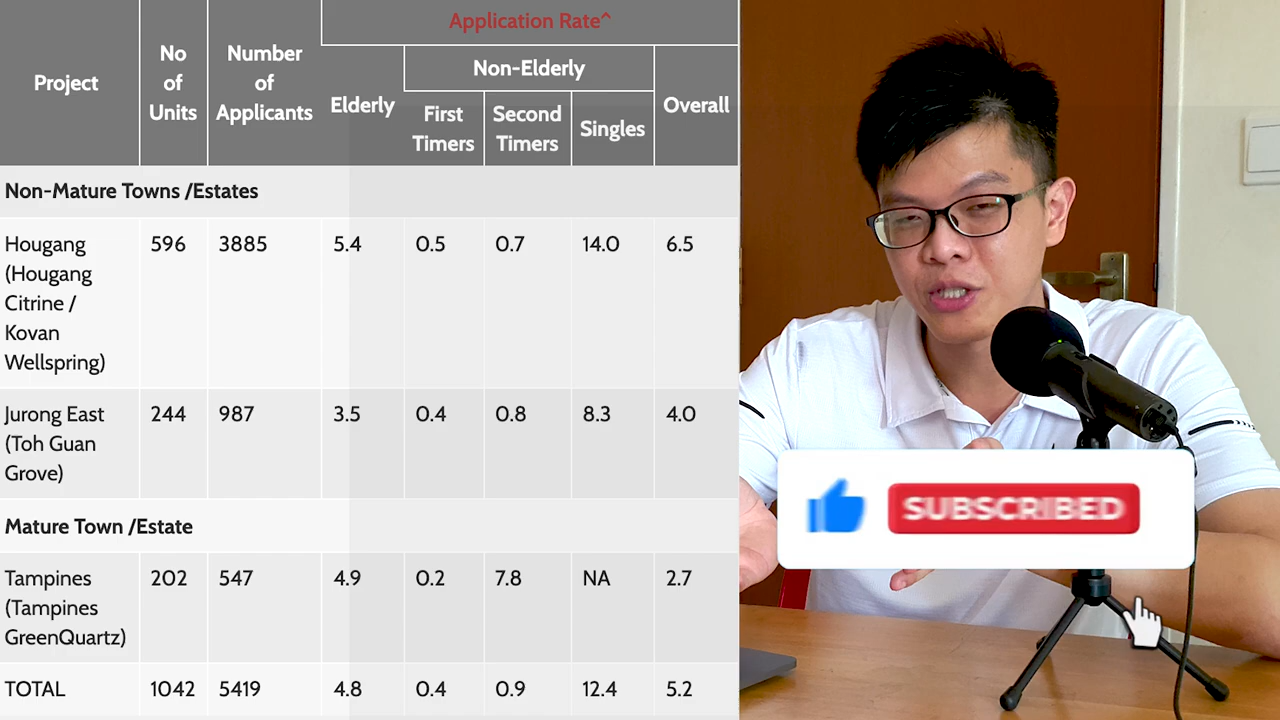 Application Rate^
Project
No of Units
Number of Applicants
Elderly
Non-Elderly
First Timers
Second Timers
Singles
Overall
Non-Mature Towns /Estates
Hougang (Hougang Citrine / Kovan Wellspring) 596 3885 5.4 0.5 0.7 14.0 6.5
Jurong East (Toh Guan Grove) 244 987 3.5 0.4 0.8 8.3 4.0
Mature Town /Estate
Tampines (Tampines GreenQuartz) 202 547 4.9 0.2 7.8 NA 2.7
TOTAL 1042 5419 4.8 0.4 0.9 12.4 5.2
SUBSCRIBED